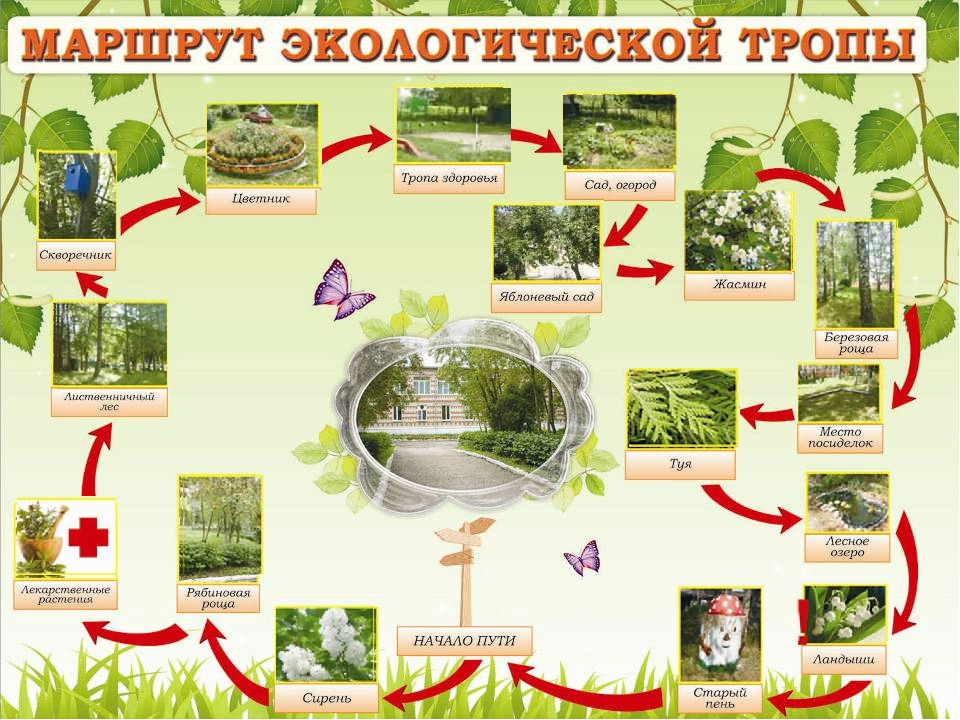 МАРШРУТ ЭКОЛОГИЧЕСКОЙ ТРОПЫ
Скворечник
Цветник
Тропа здоровья
Сад, огород
Яблоневый сад
Жасмин
Березовая
роща
Лиственничный
лес
Место
посиделок
Туя
Лесное
озеро
Лекарственные
растения
Рябиновая
роща
Сирень
НАЧАЛО ПУТИ
Старый
пень
!
Ландыши